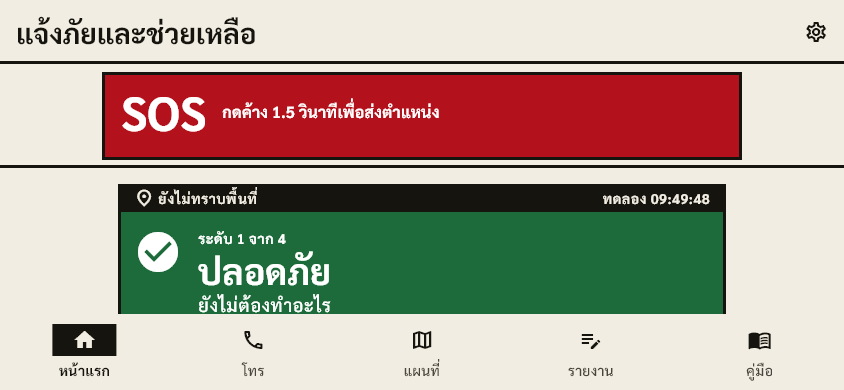 แจ้งภัยและช่วยเหลือ
SOS กดค้าง 1.5 วินาทีเพื่อส่งตำแหน่ง
ยังไม่ทราบพื้นที่ ทดลอง 09:49:48
ระดับ 1 จาก 4
ปลอดภัย
ยังไม่ต้องทำอะไร
หน้าแรก โทร แผนที่ รายงาน คู่มือ